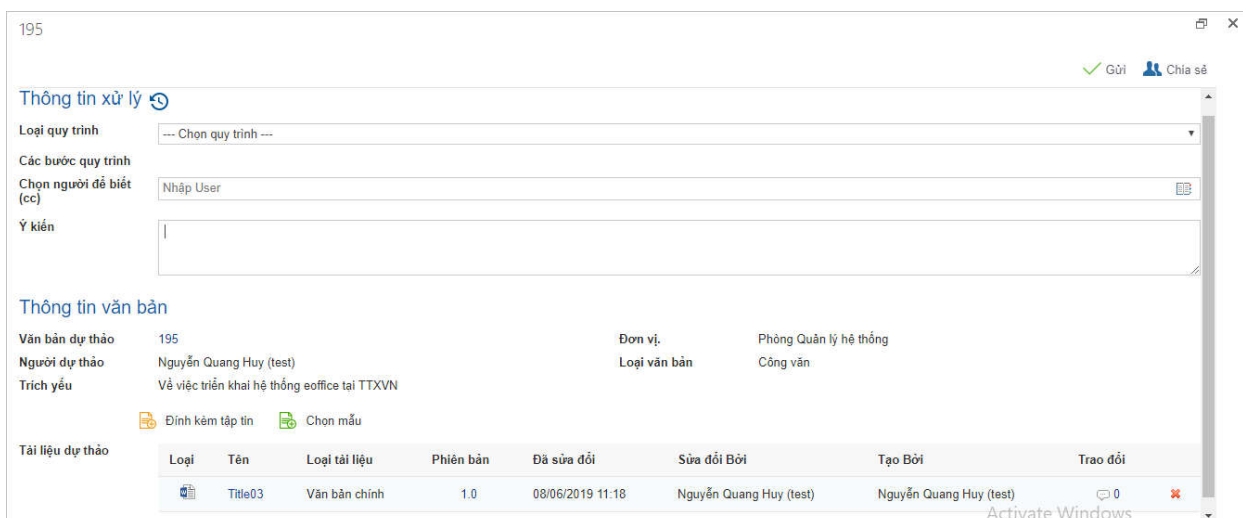 195
Gửi Chia sẻ
Thông tin xử lý
Loại quy trình --- Chọn quy trình ---
Các bước quy trình
Chọn người để biết (cc) Nhập User
Ý kiến
Thông tin văn bản
Văn bản dự thảo 195 Đơn vị. Phòng Quản lý hệ thống
Người dự thảo Nguyễn Quang Huy (test) Loại văn bản Công văn
Trích yếu Về việc triển khai hệ thống eoffice tại TTXVN
Đính kèm tập tin Chọn mẫu
Tài liệu dự thảo
Loại Tên Loại tài liệu Phiên bản Đã sửa đổi Sửa đổi Bởi Tạo Bởi Trao đổi
Title03 Văn bản chính 1.0 08/06/2019 11:18 Nguyễn Quang Huy (test) Nguyễn Quang Huy (test) 0
Activate Windows